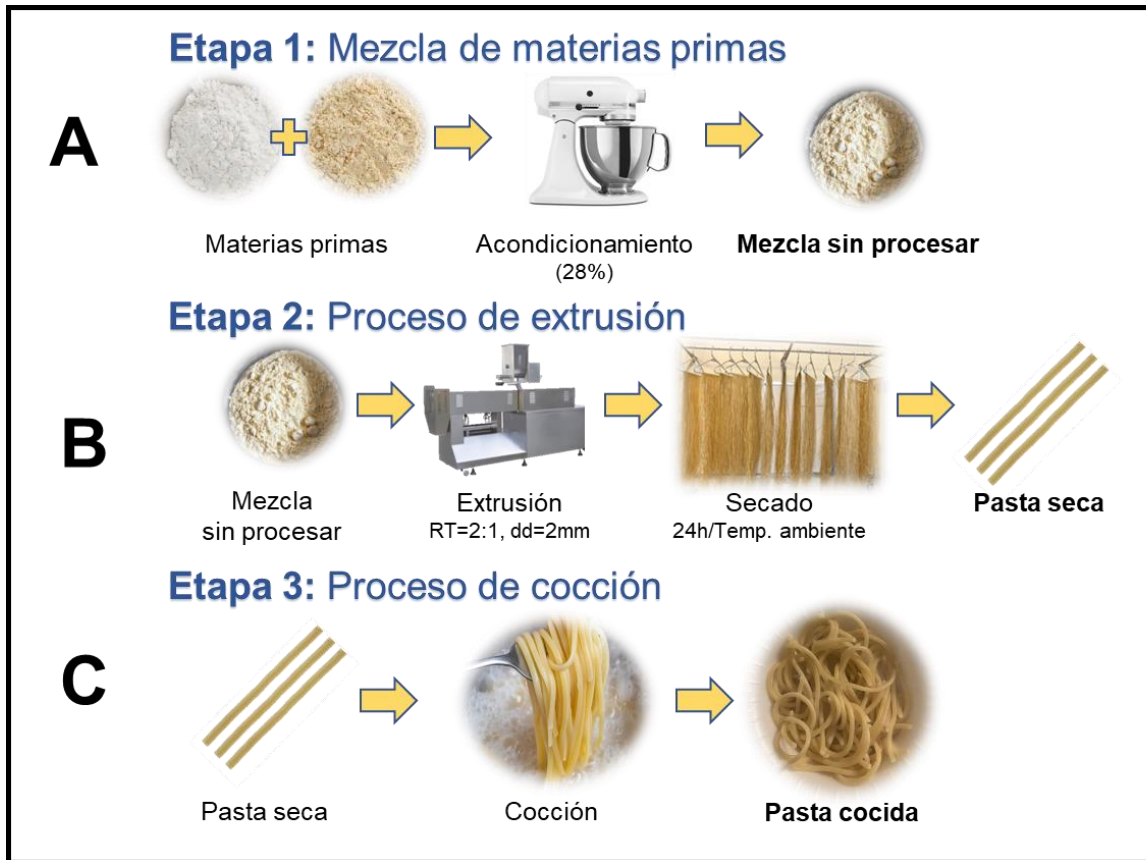 Etapa 1: Mezcla de materias primas
A
Materias primas
Acondicionamiento
(28%)
Mezcla sin procesar
Etapa 2: Proceso de extrusión
B
Mezcla
sin procesar
Extrusión
RT=2:1, dd=2mm
Secado
24h/Temp. ambiente
Pasta seca
Etapa 3: Proceso de cocción
C
Pasta seca
Cocción
Pasta cocida